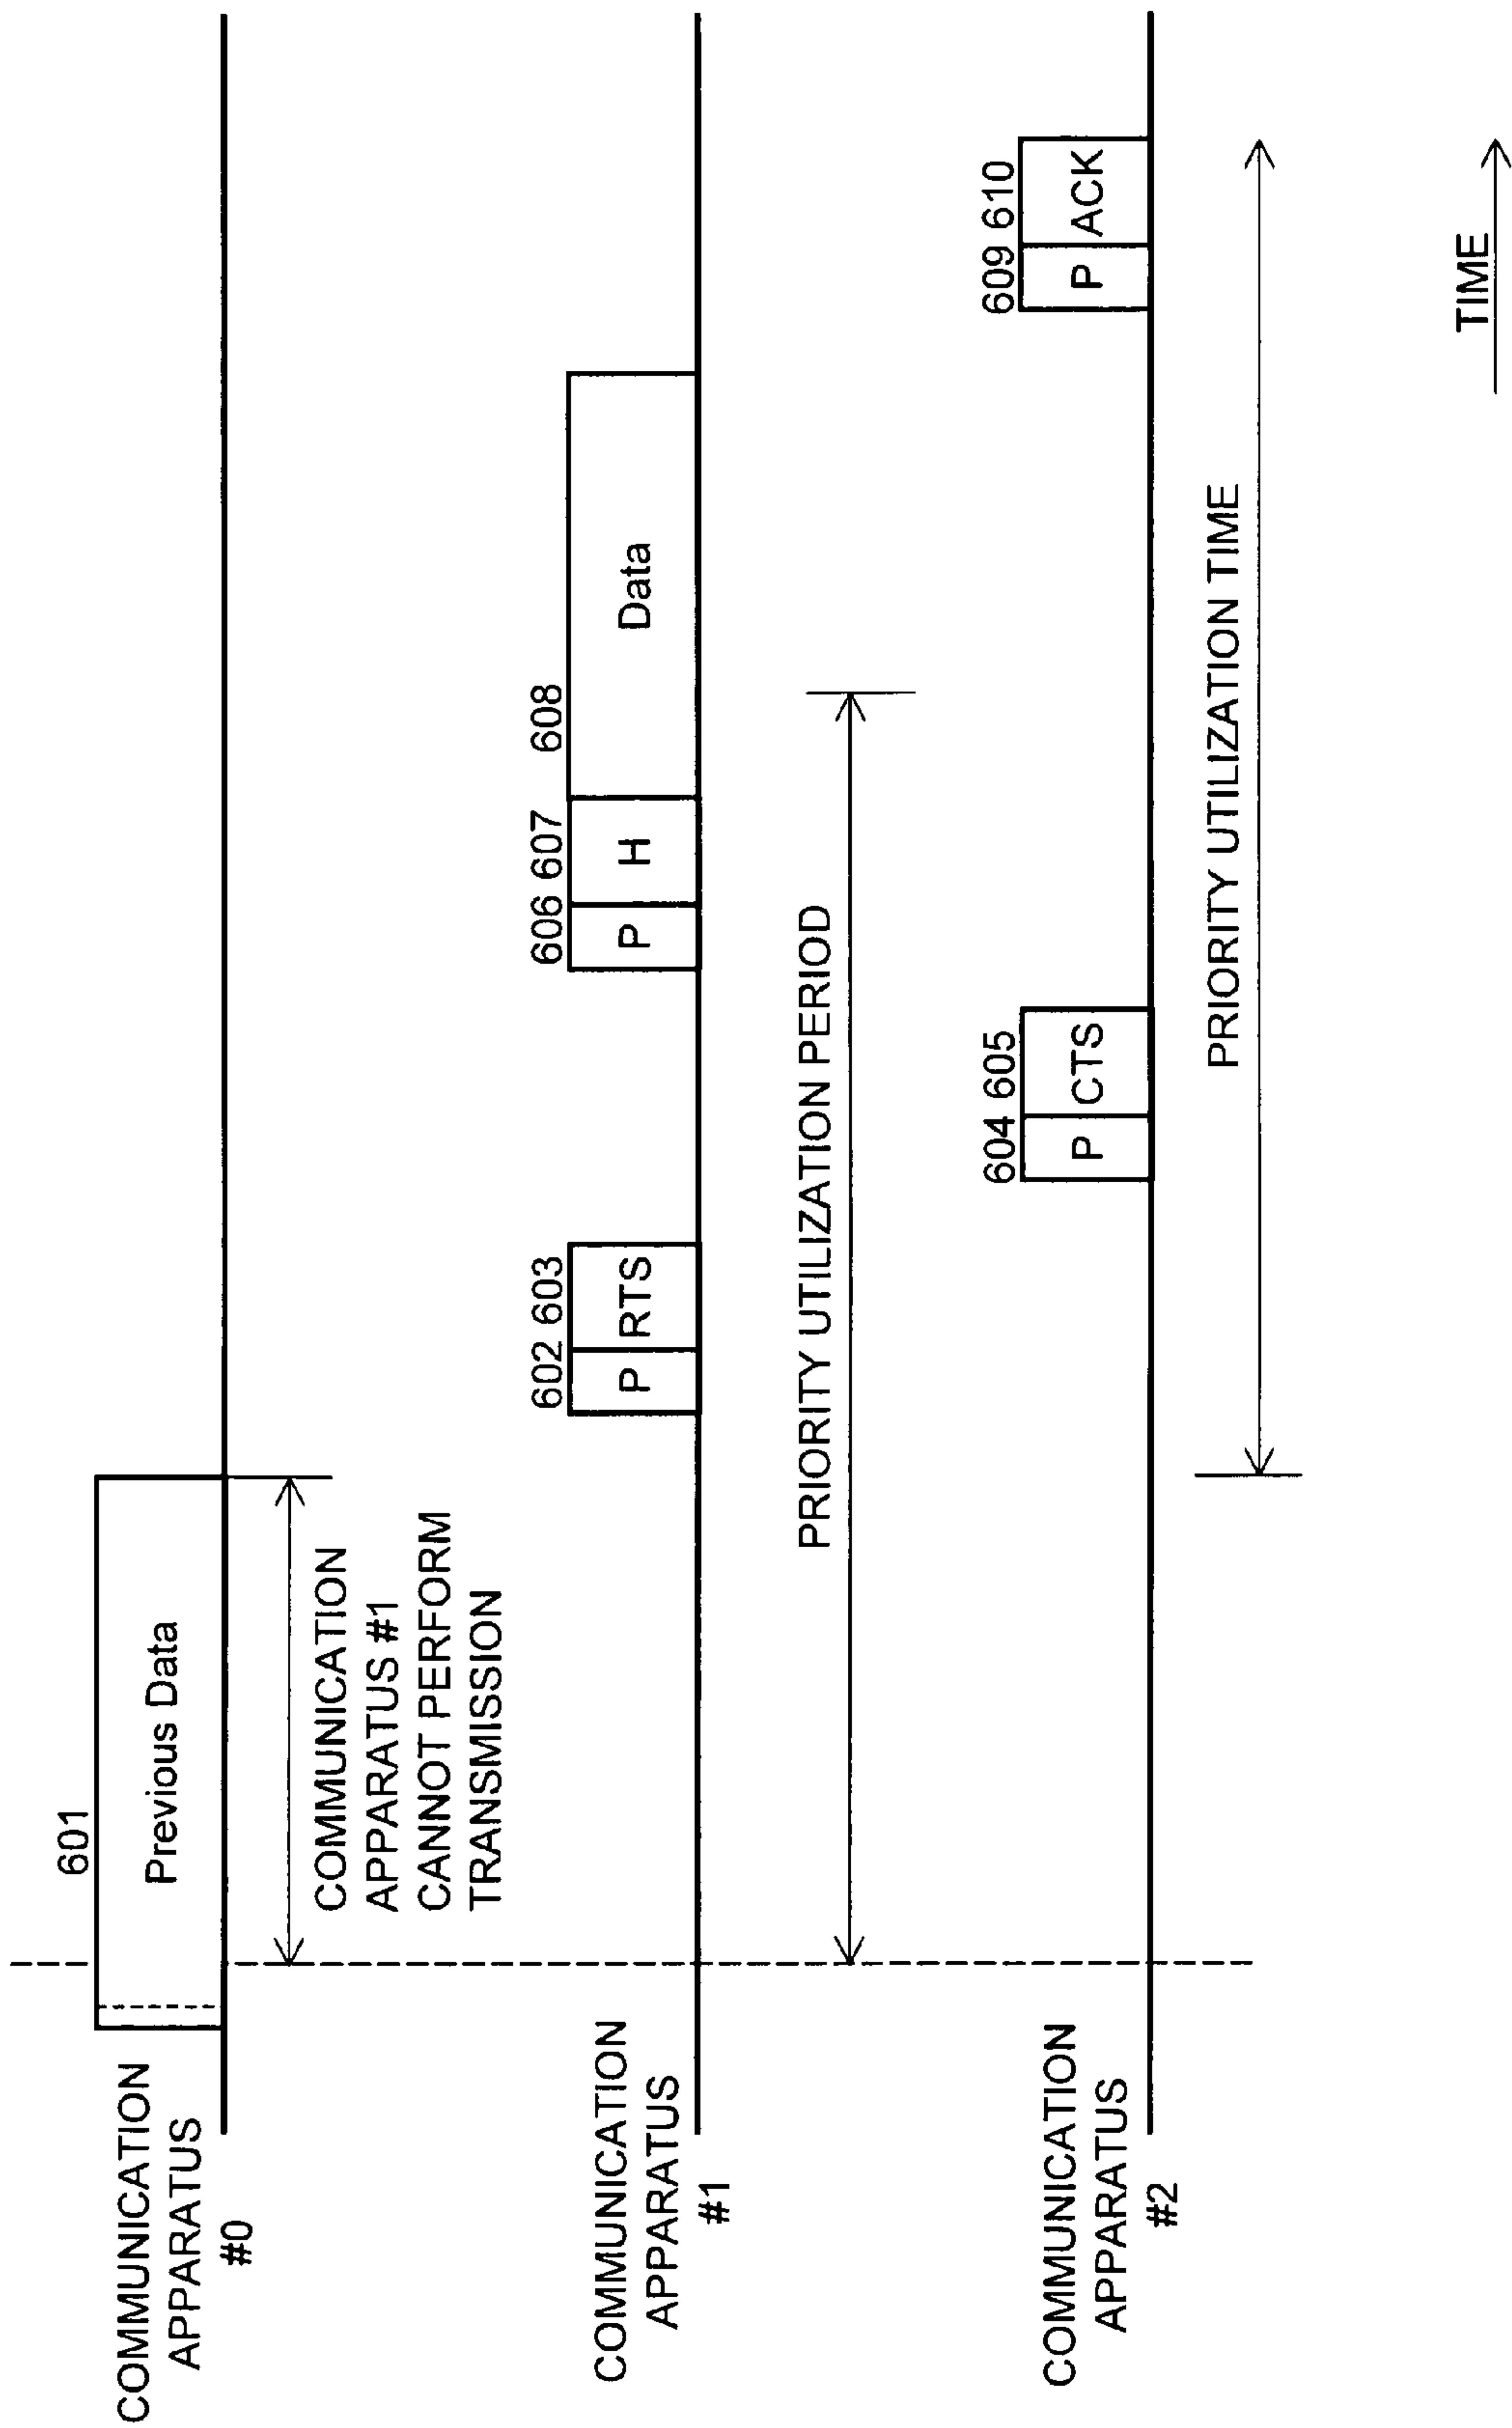 COMMUNICATION
APPARATUS
#0
601
Previous Data
COMMUNICATION
APPARATUS #1
CANNOT PERFORM
TRANSMISSION
COMMUNICATION
APPARATUS
#1
602 603
P RTS
606 607 608
P H Data
PRIORITY UTILIZATION PERIOD
COMMUNICATION
APPARATUS
#2
604 605
P CTS
609 610
P ACK
PRIORITY UTILIZATION TIME
TIME